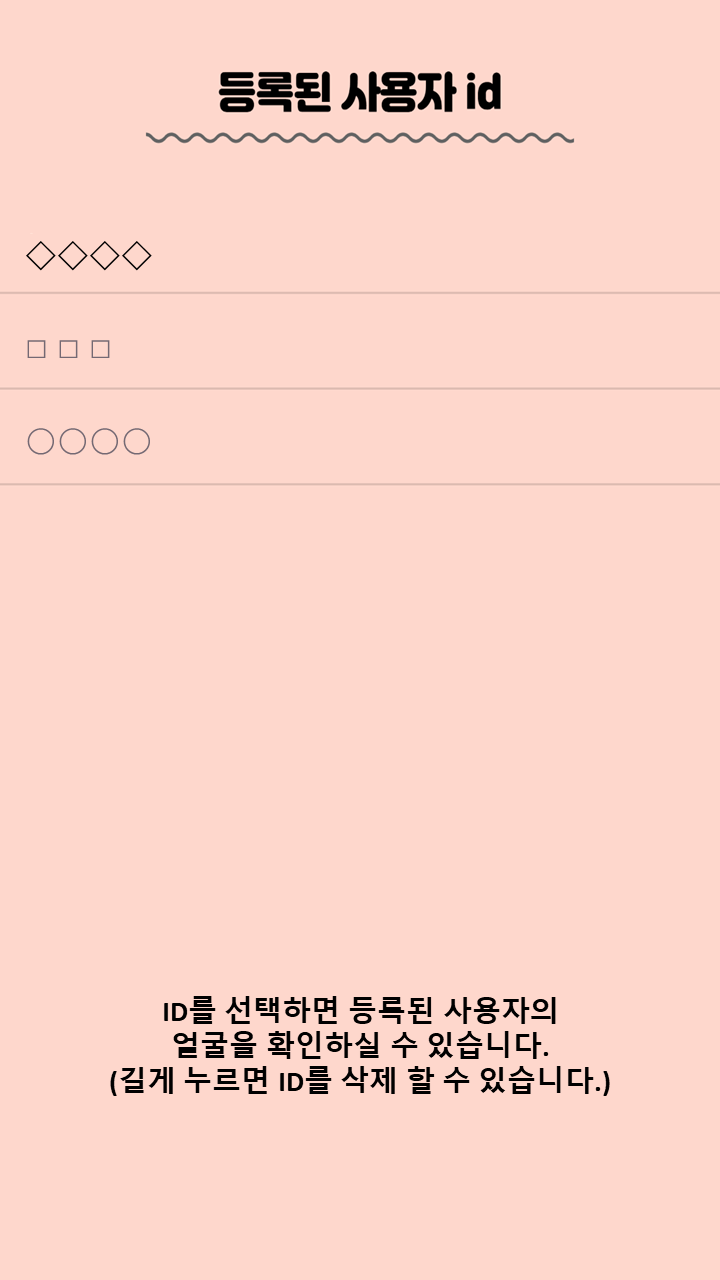 등록된 사용자 id
◇◇◇◇
□ □ □
○○○○
ID를 선택하면 등록된 사용자의
얼굴을 확인하실 수 있습니다.
(길게 누르면 ID를 삭제 할 수 있습니다.)